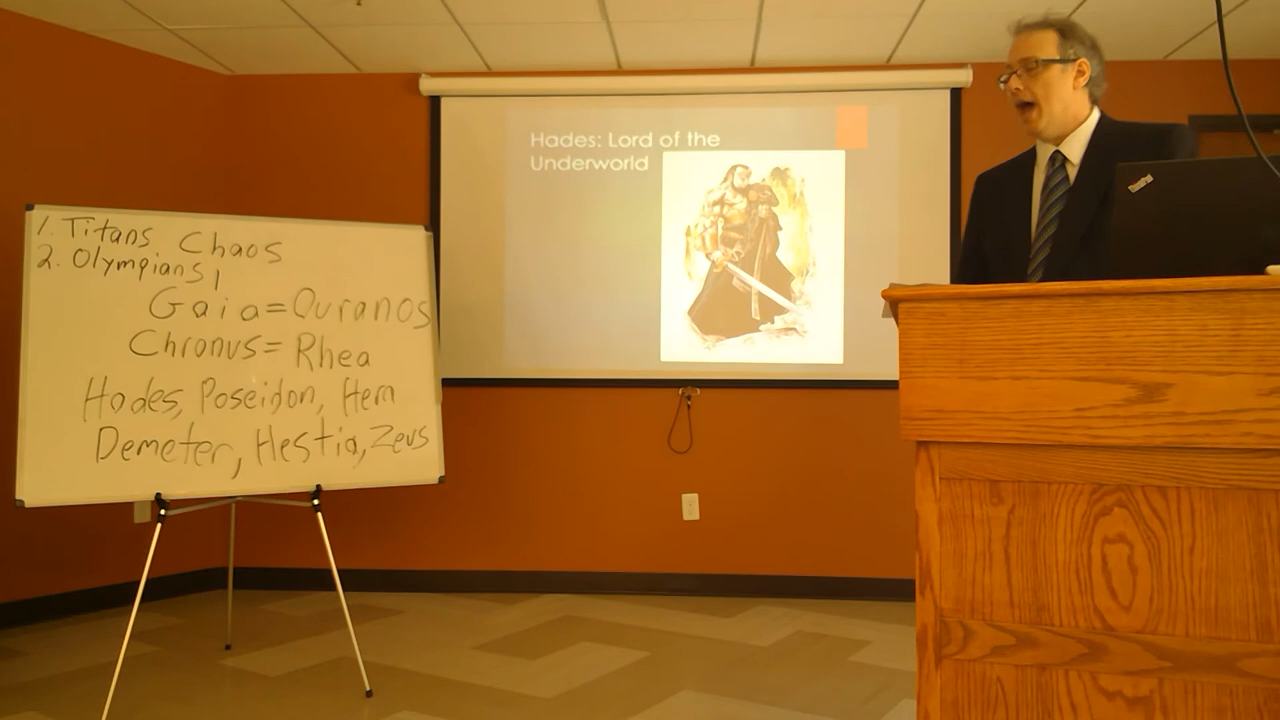 1. Titans Chaos
2. Olympians
Gaia=Ouranos
Chronus= Rhea
Hades, Poseidon, Hera
Demeter, Hestia, Zeus
Hades: Lord of the
Underworld